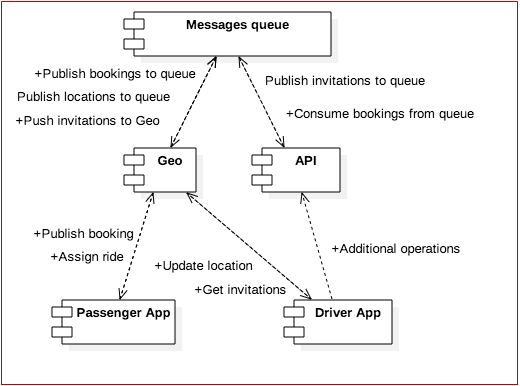 Messages queue
+Publish bookings to queue
Publish invitations to queue
Publish locations to queue
+Consume bookings from queue
+Push invitations to Geo
Geo
API
+Publish booking
+Assign ride
+Additional operations
+Update location
+Get invitations
Passenger App
Driver App